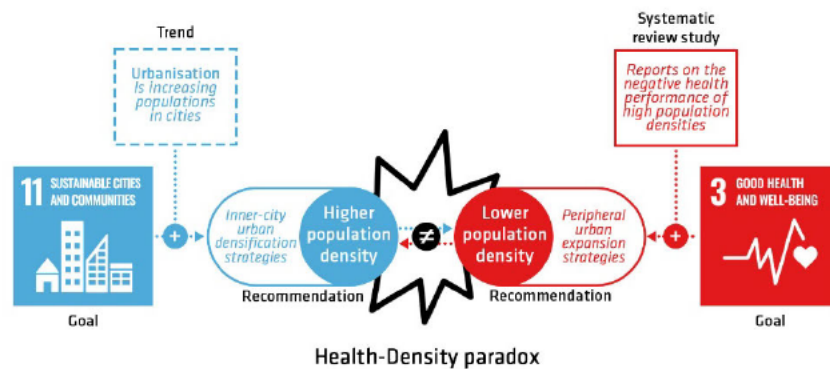 Trend
Urbanisation
Is increasing
populations
in cities
Systematic
review study
Reports on the
negative health
performance of
high population
densities
11 SUSTAINABLE CITIES
AND COMMUNITIES
Goal
+
Inner-city
urban
densification
strategies
Higher
population
density
Recommendation
≠
Lower
population
density
Peripheral
urban
expansion
strategies
Recommendation
+
3 GOOD HEALTH
AND WELL-BEING
Goal
Health-Density paradox